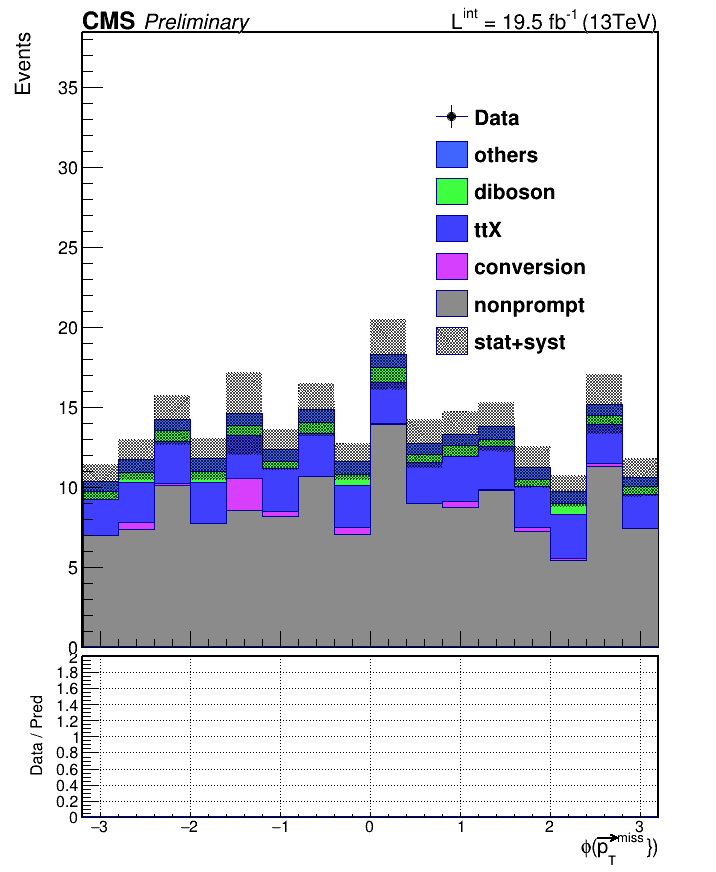 CMS Preliminary L^int = 19.5 fb^-1 (13TeV)
Events
35
30
25
20
15
10
5
0
Data
others
diboson
ttX
conversion
nonprompt
stat+syst
Data / Pred
2
1.8
1.6
1.4
1.2
1
0.8
0.6
0.4
0.2
0
−3 −2 −1 0 1 2 3
ϕ(p_T^miss })